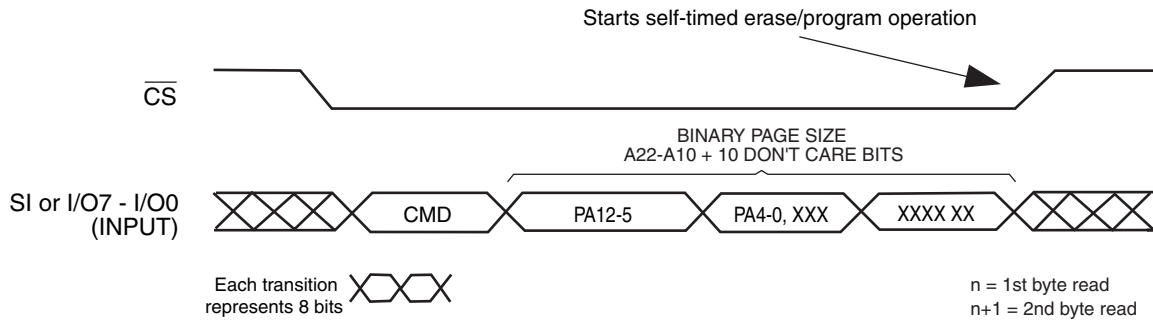 Starts self-timed erase/program operation
CS
BINARY PAGE SIZE
A22-A10 + 10 DON'T CARE BITS
SI or I/O7 - I/O0
(INPUT)
CMD
PA12-5
PA4-0, XXX
XXXX XX
Each transition
represents 8 bits
n = 1st byte read
n+1 = 2nd byte read